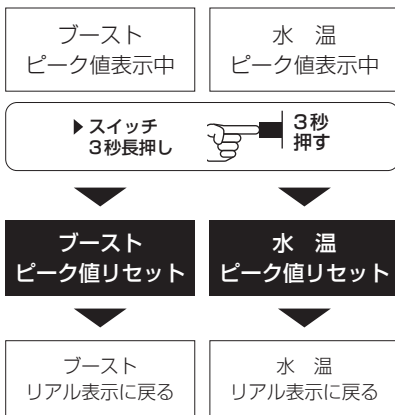 ブースト
ピーク値表示中
水　温
ピーク値表示中
▶スイッチ
3秒長押し
3秒
押す
ブースト
ピーク値リセット
水　温
ピーク値リセット
ブースト
リアル表示に戻る
水　温
リアル表示に戻る